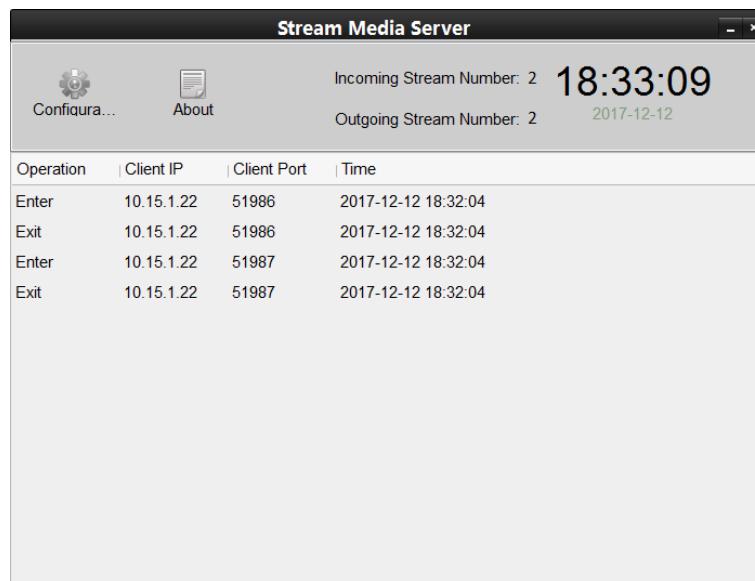 Stream Media Server
Incoming Stream Number: 2
18:33:09
Configura...
About
Outgoing Stream Number: 2
2017-12-12
Operation Client IP Client Port Time
Enter 10.15.1.22 51986 2017-12-12 18:32:04
Exit 10.15.1.22 51986 2017-12-12 18:32:04
Enter 10.15.1.22 51987 2017-12-12 18:32:04
Exit 10.15.1.22 51987 2017-12-12 18:32:04